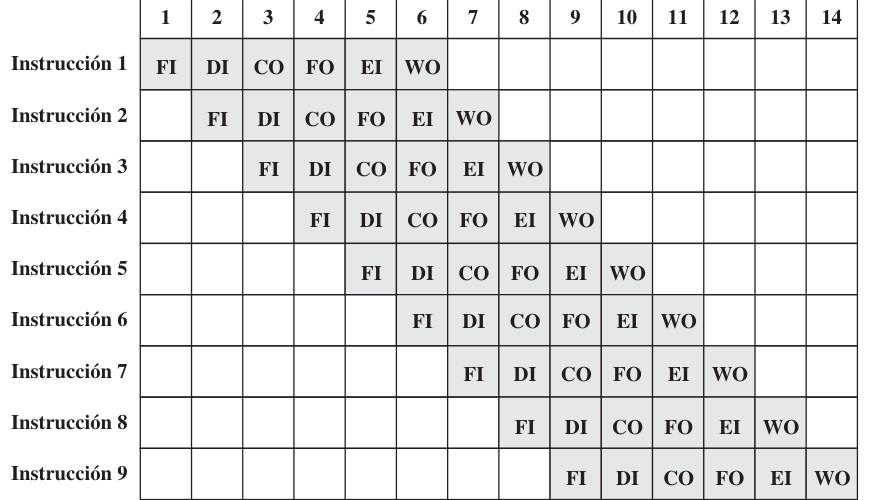 1 2 3 4 5 6 7 8 9 10 11 12 13 14
Instrucción 1 FI DI CO FO EI WO
Instrucción 2 FI DI CO FO EI WO
Instrucción 3 FI DI CO FO EI WO
Instrucción 4 FI DI CO FO EI WO
Instrucción 5 FI DI CO FO EI WO
Instrucción 6 FI DI CO FO EI WO
Instrucción 7 FI DI CO FO EI WO
Instrucción 8 FI DI CO FO EI WO
Instrucción 9 FI DI CO FO EI WO